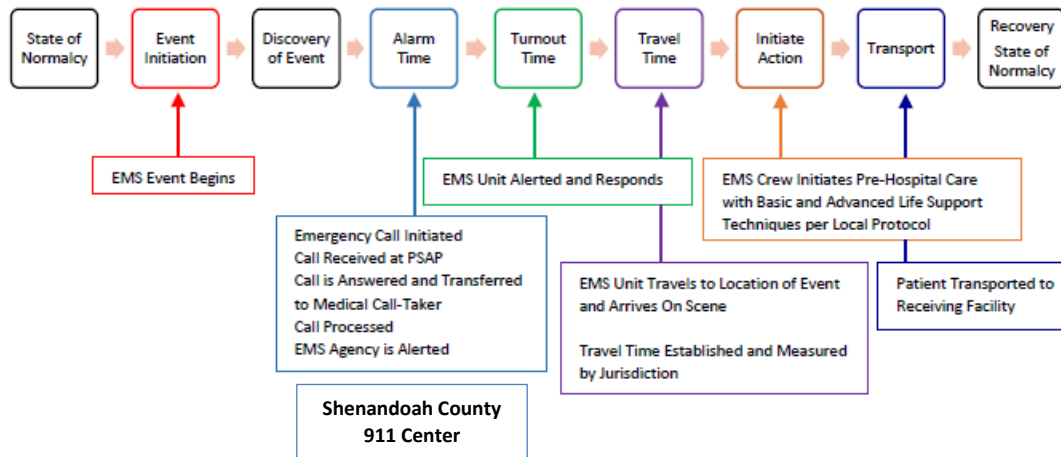 State of
Normalcy
Event
Initiation
Discovery
of Event
Alarm
Time
Turnout
Time
Travel
Time
Initiate
Action
Transport
Recovery
State of
Normalcy
EMS Event Begins
EMS Unit Alerted and Responds
EMS Crew Initiates Pre-Hospital Care
with Basic and Advanced Life Support
Techniques per Local Protocol
Emergency Call Initiated
Call Received at PSAP
Call is Answered and Transferred
to Medical Call-Taker
Call Processed
EMS Agency is Alerted
EMS Unit Travels to Location of Event
and Arrives On Scene
Travel Time Established and Measured
by Jurisdiction
Patient Transported to
Receiving Facility
Shenandoah County
911 Center